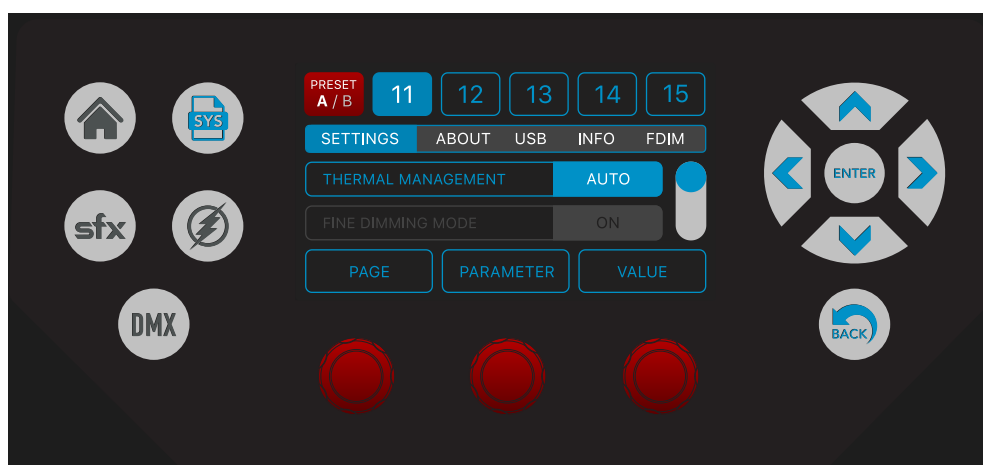 PRESET
A / B
11
12
13
14
15
SYS
SETTINGS ABOUT USB INFO FDIM
THERMAL MANAGEMENT AUTO
ENTER
sfx
FINE DIMMING MODE ON
PAGE PARAMETER VALUE
DMX
BACK